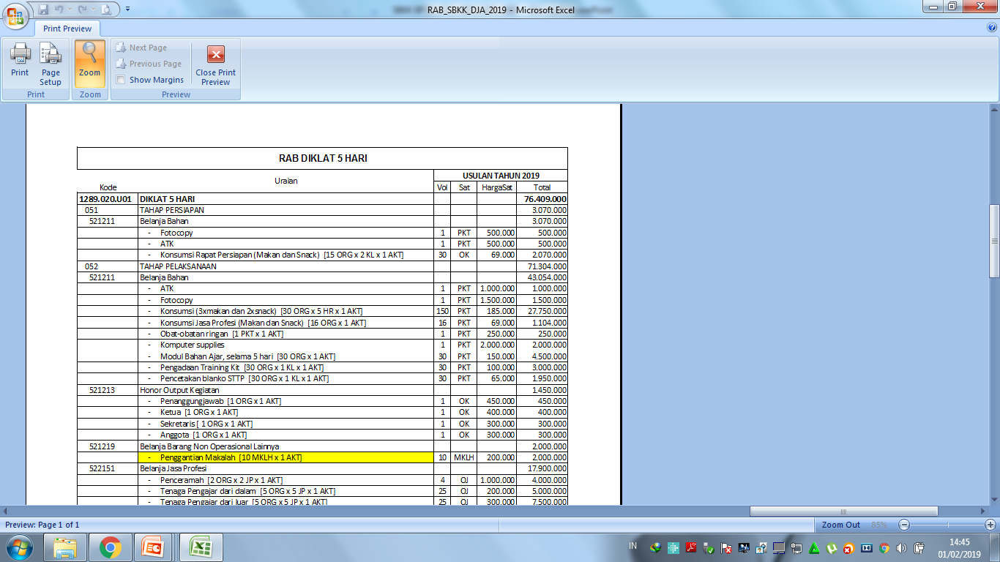 RAB_SBKK_DJA_2019 - Microsoft Excel
Print Preview
Print
Page Setup
Zoom
Next Page
Previous Page
Show Margins
Close Print Preview
Print
Zoom
Preview
RAB DIKLAT 5 HARI
Kode Uraian USULAN TAHUN 2019
Vol Sat HargaSat Total
1289.020.U01 DIKLAT 5 HARI 76.409.000
051 TAHAP PERSIAPAN 3.070.000
521211 Belanja Bahan 3.070.000
- Fotocopy 1 PKT 500.000 500.000
- ATK 1 PKT 500.000 500.000
- Konsumsi Rapat Persiapan (Makan dan Snack) [15 ORG x 2 KL x 1 AKT] 30 OK 69.000 2.070.000
052 TAHAP PELAKSANAAN 71.304.000
521211 Belanja Bahan 43.054.000
- ATK 1 PKT 1.000.000 1.000.000
- Fotocopy 1 PKT 1.500.000 1.500.000
- Konsumsi (3xmakan dan 2xsnack) [30 ORG x 5 HR x 1 AKT] 150 PKT 185.000 27.750.000
- Konsumsi Jasa Profesi (Makan dan Snack) [16 ORG x 1 AKT] 16 PKT 69.000 1.104.000
- Obat-obatan ringan [1 PKT x 1 AKT] 1 PKT 250.000 250.000
- Komputer supplies 1 PKT 2.000.000 2.000.000
- Modul Bahan Ajar, selama 5 hari [30 ORG x 1 AKT] 30 PKT 150.000 4.500.000
- Pengadaan Training Kit [30 ORG x 1 KL x 1 AKT] 30 PKT 100.000 3.000.000
- Pencetakan blanko STTP [30 ORG x 1 KL x 1 AKT] 30 PKT 65.000 1.950.000
521213 Honor Output Kegiatan 1.450.000
- Penanggungjawab [1 ORG x 1 AKT] 1 OK 450.000 450.000
- Ketua [1 ORG x 1 AKT] 1 OK 400.000 400.000
- Sekretaris [ 1 ORG x 1 AKT] 1 OK 300.000 300.000
- Anggota [1 ORG x 1 AKT] 1 OK 300.000 300.000
521219 Belanja Barang Non Operasional Lainnya 2.000.000
- Penggantian Makalah [10 MKLH x 1 AKT] 10 MKLH 200.000 2.000.000
522151 Belanja Jasa Profesi 17.900.000
- Penceramah [2 ORG x 2 JP x 1 AKT] 4 OJ 1.000.000 4.000.000
- Tenaga Pengajar dari dalam [5 ORG x 5 JP x 1 AKT] 25 OJ 200.000 5.000.000
- Tenaga Pengajar dari luar [5 ORG x 5 JP x 1 AKT] 25 OJ 300.000 7.500.000
Preview: Page 1 of 1
Zoom Out 85%
IN
14:45
01/02/2019